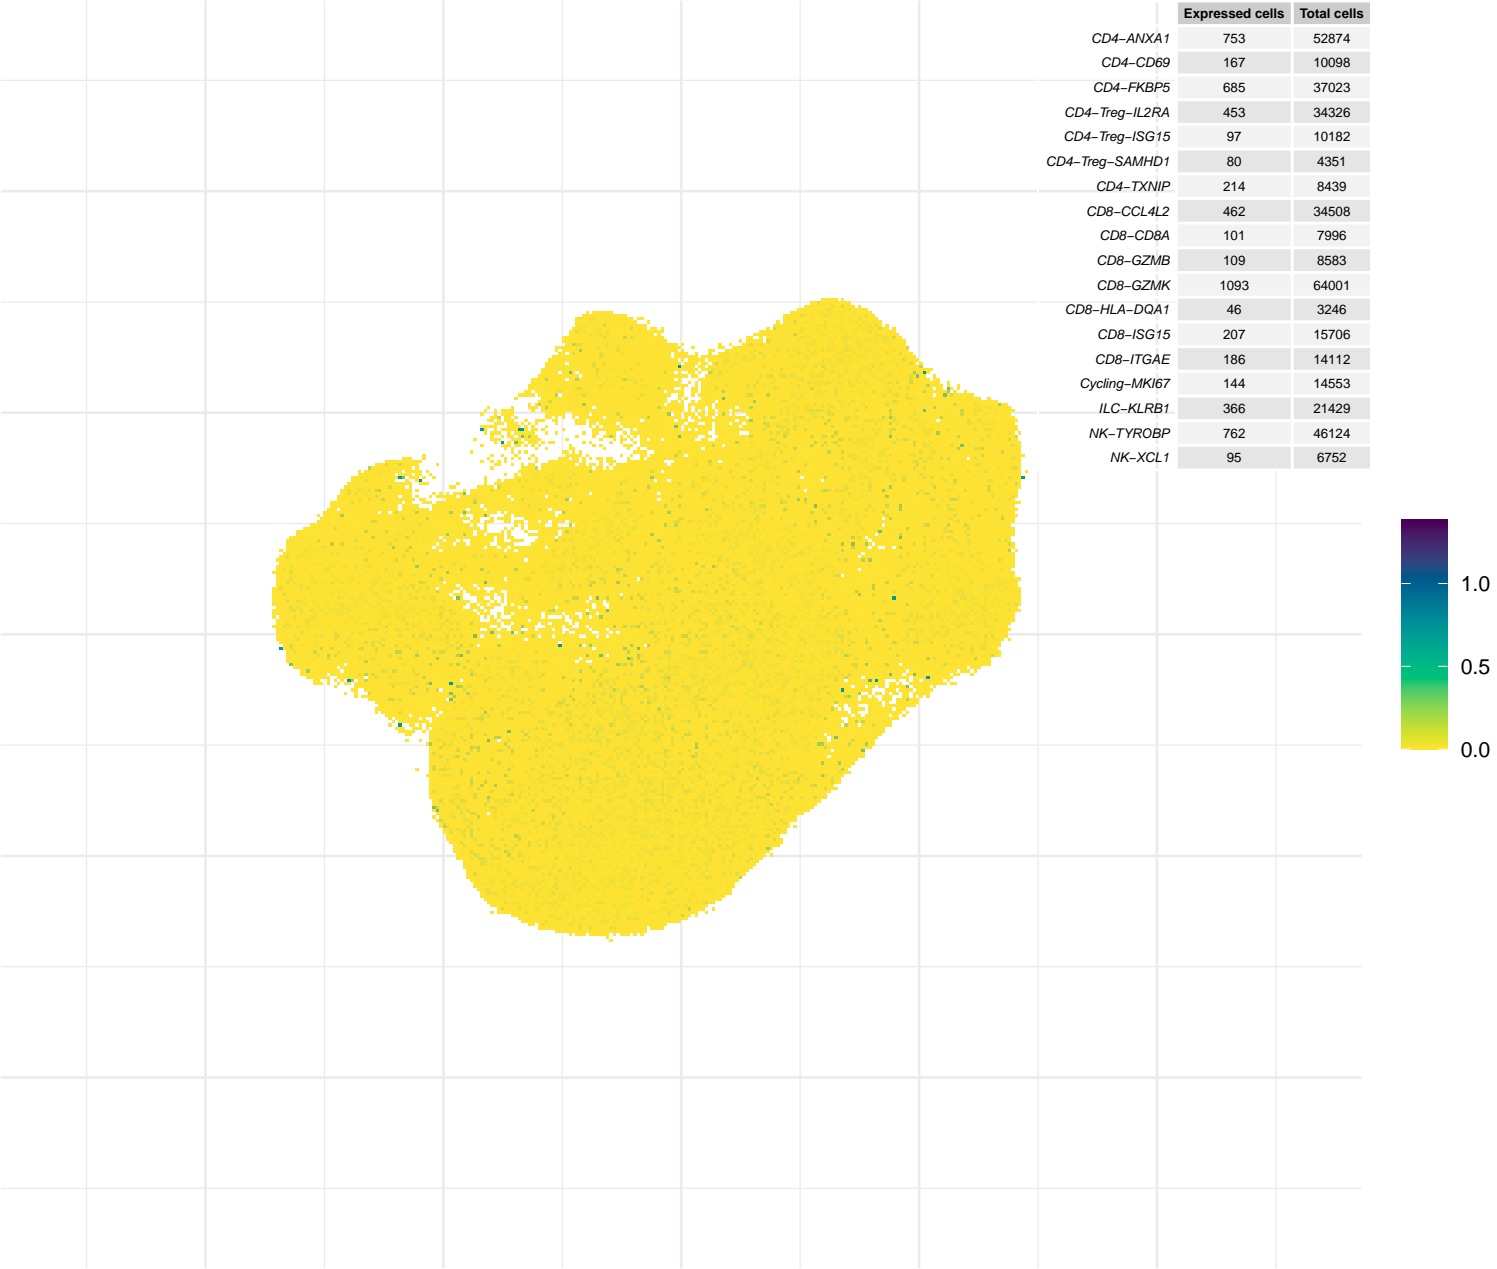 Expressed cells Total cells
CD4−ANXA1 753 52874
CD4−CD69 167 10098
CD4−FKBP5 685 37023
CD4−Treg−IL2RA 453 34326
CD4−Treg−ISG15 97 10182
CD4−Treg−SAMHD1 80 4351
CD4−TXNIP 214 8439
CD8−CCL4L2 462 34508
CD8−CD8A 101 7996
CD8−GZMB 109 8583
CD8−GZMK 1093 64001
CD8−HLA−DQA1 46 3246
CD8−ISG15 207 15706
CD8−ITGAE 186 14112
Cycling−MKI67 144 14553
ILC−KLRB1 366 21429
NK−TYROBP 762 46124
NK−XCL1 95 6752
1.0
0.5
0.0